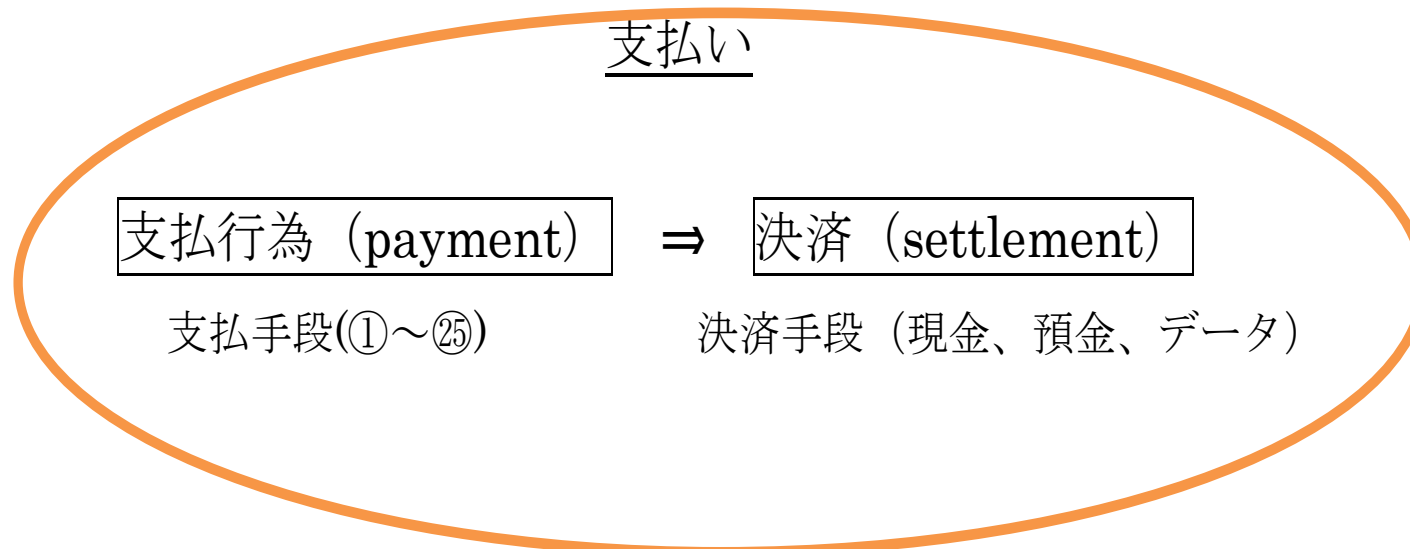 支払い
支払行為（payment） ⇒ 決済（settlement）
支払手段(①～㉕) 決済手段（現金、預金、データ）